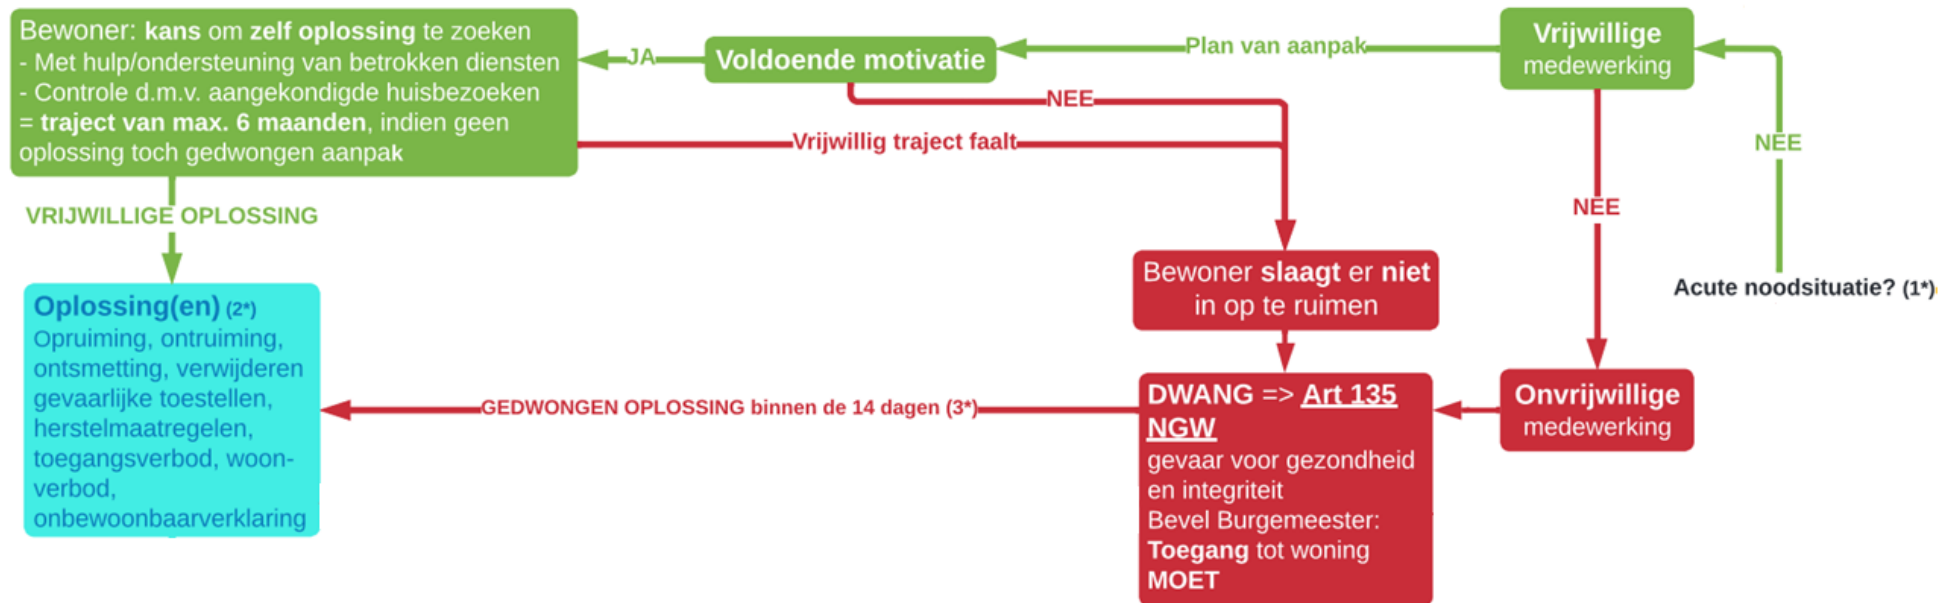 Bewoner: kans om zelf oplossing te zoeken
- Met hulp/ondersteuning van betrokken diensten
- Controle d.m.v. aangekondigde huisbezoeken
= traject van max. 6 maanden, indien geen
oplossing toch gedwongen aanpak
JA
Voldoende motivatie
Plan van aanpak
Vrijwillige
medewerking
NEE
Vrijwillig traject faalt
NEE
NEE
VRIJWILLIGE OPLOSSING
Bewoner slaagt er niet
in op te ruimen
Acute noodsituatie? (1*)
Oplossing(en) (2*)
Opruiming, ontruiming,
ontsmetting, verwijderen
gevaarlijke toestellen,
herstelmaatregelen,
toegangsverbod, woon-
verbod,
onbewoonbaarverklaring
GEDWONGEN OPLOSSING binnen de 14 dagen (3*)
DWANG => Art 135
NGW
gevaar voor gezondheid
en integriteit
Bevel Burgemeester:
Toegang tot woning
MOET
Onvrijwillige
medewerking